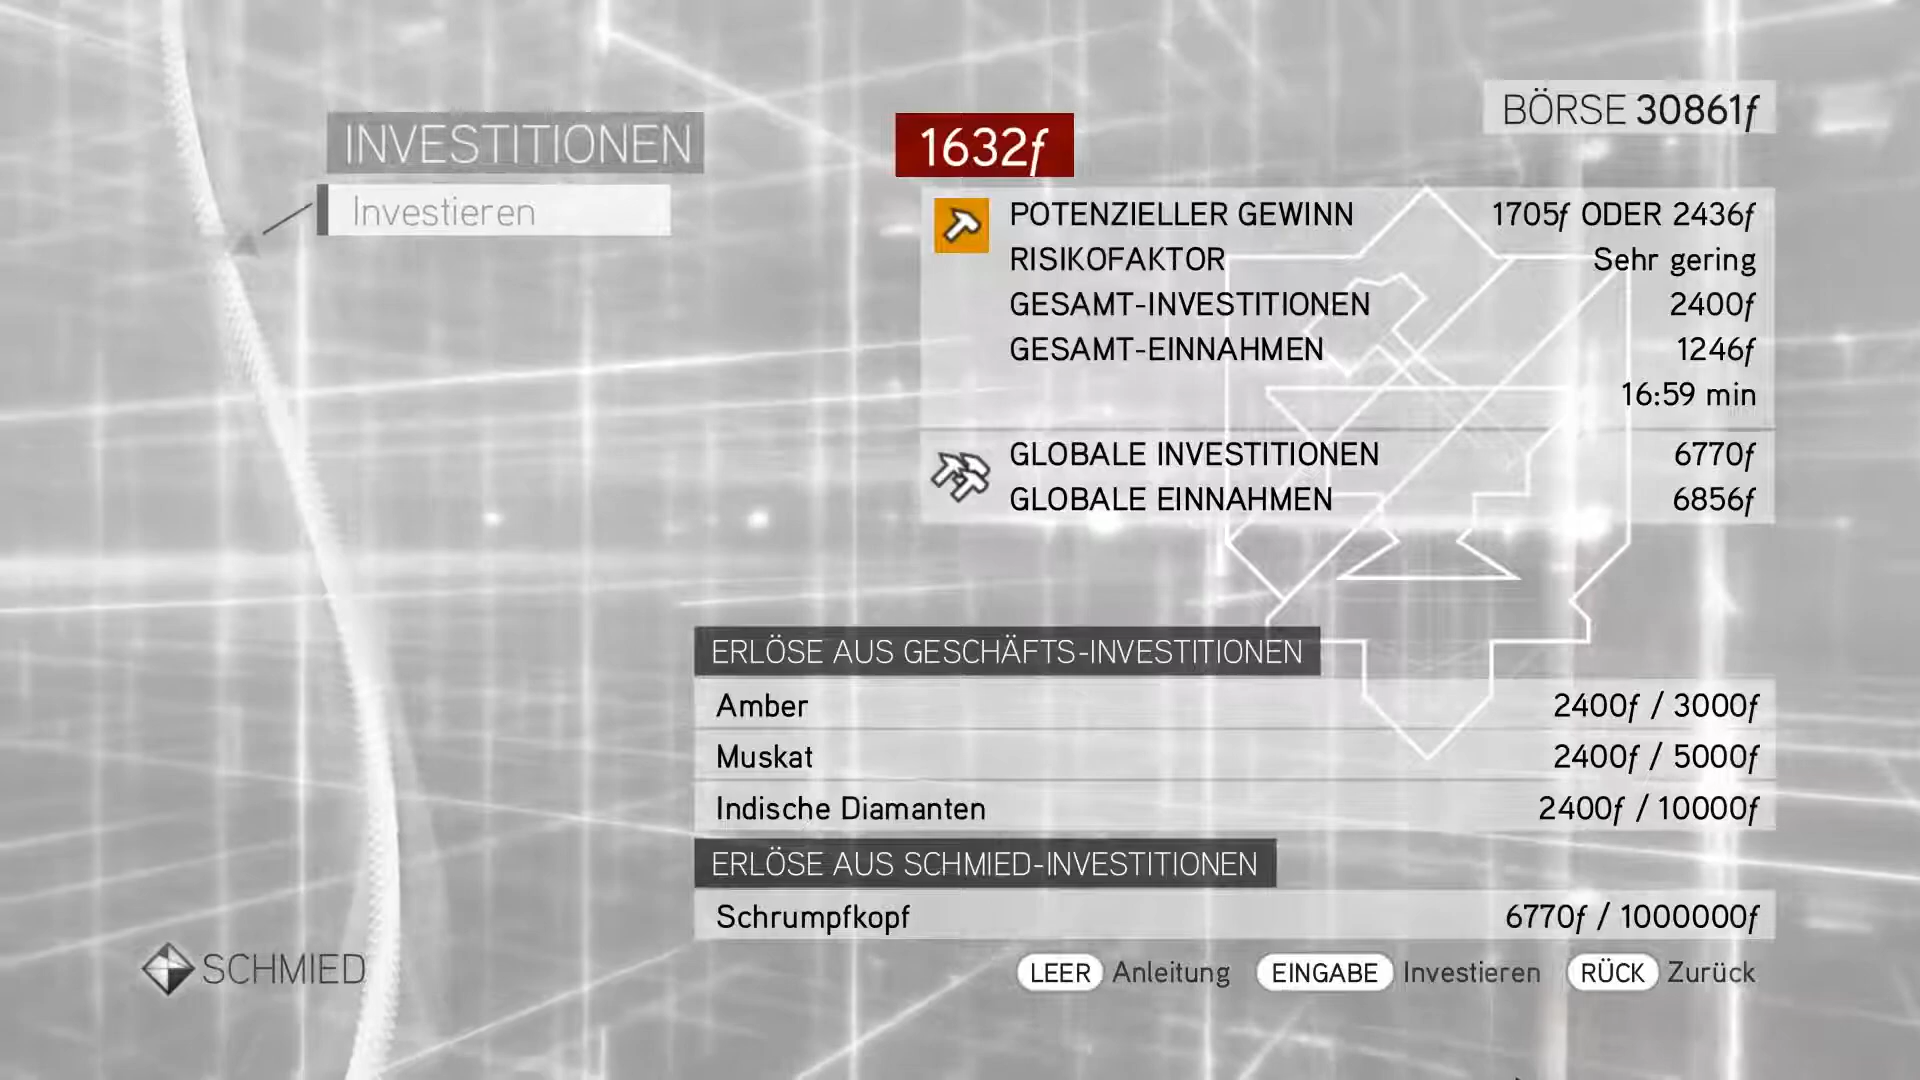 BÖRSE 30861f
INVESTITIONEN
1632f
Investieren
POTENZIELLER GEWINN 1705f ODER 2436f
RISIKOFAKTOR Sehr gering
GESAMT-INVESTITIONEN 2400f
GESAMT-EINNAHMEN 1246f
16:59 min
GLOBALE INVESTITIONEN 6770f
GLOBALE EINNAHMEN 6856f
ERLÖSE AUS GESCHÄFTS-INVESTITIONEN
Amber 2400f / 3000f
Muskat 2400f / 5000f
Indische Diamanten 2400f / 10000f
ERLÖSE AUS SCHMIED-INVESTITIONEN
Schrumpfkopf 6770f / 1000000f
SCHMIED
LEER Anleitung EINGABE Investieren RÜCK Zurück